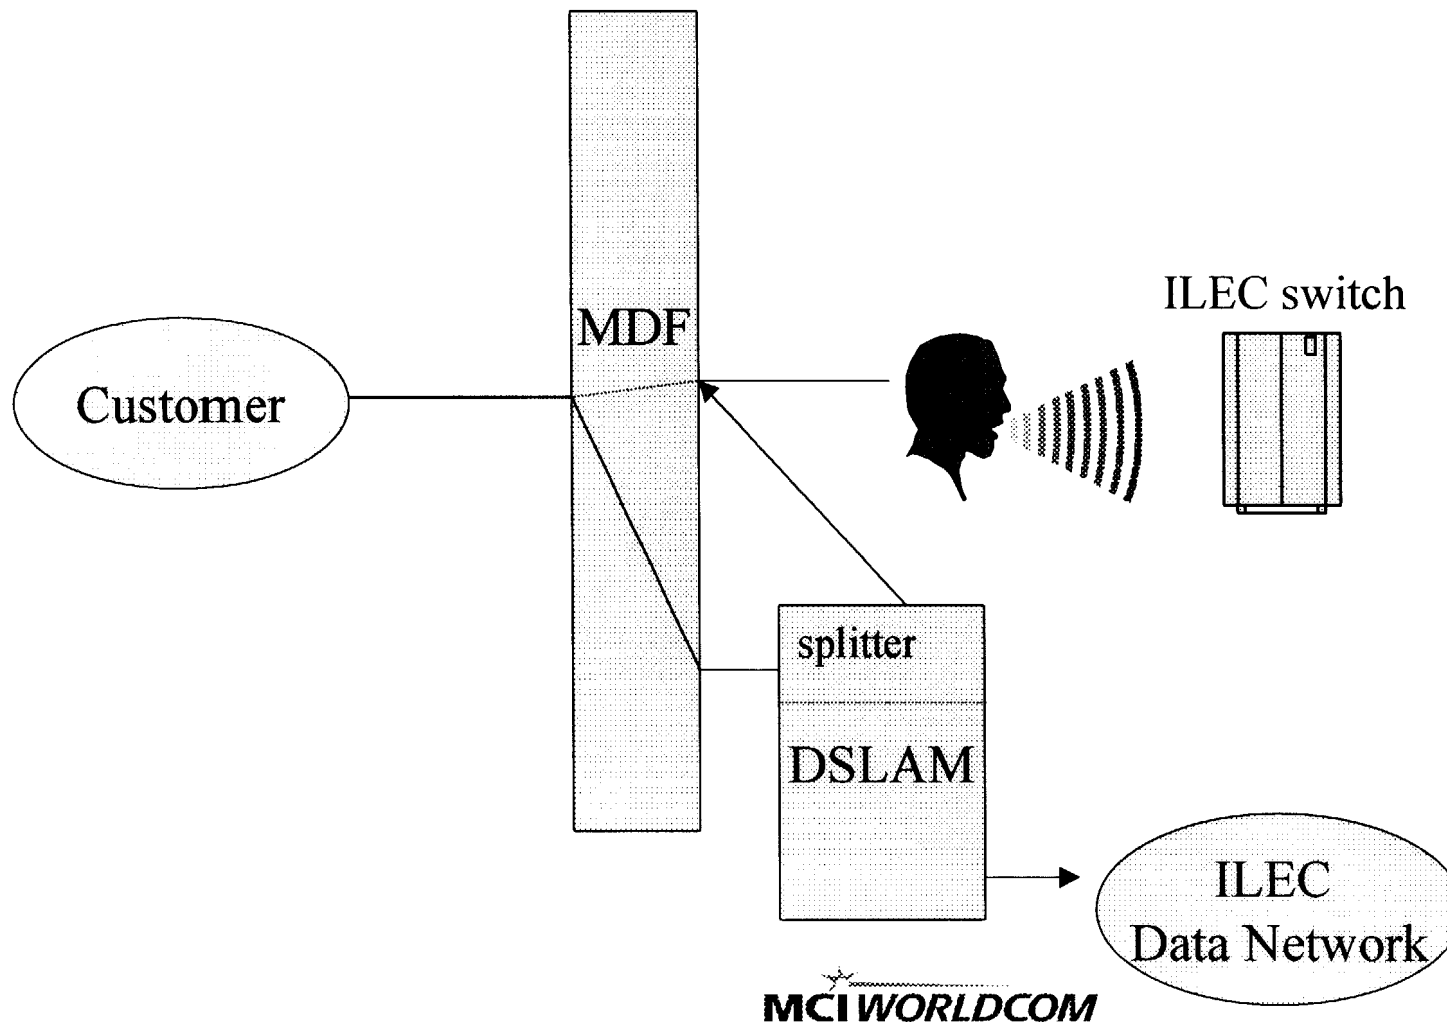 ILEC switch
MDF
Customer
splitter
DSLAM
ILEC
Data Network
MCI WORLDCOM